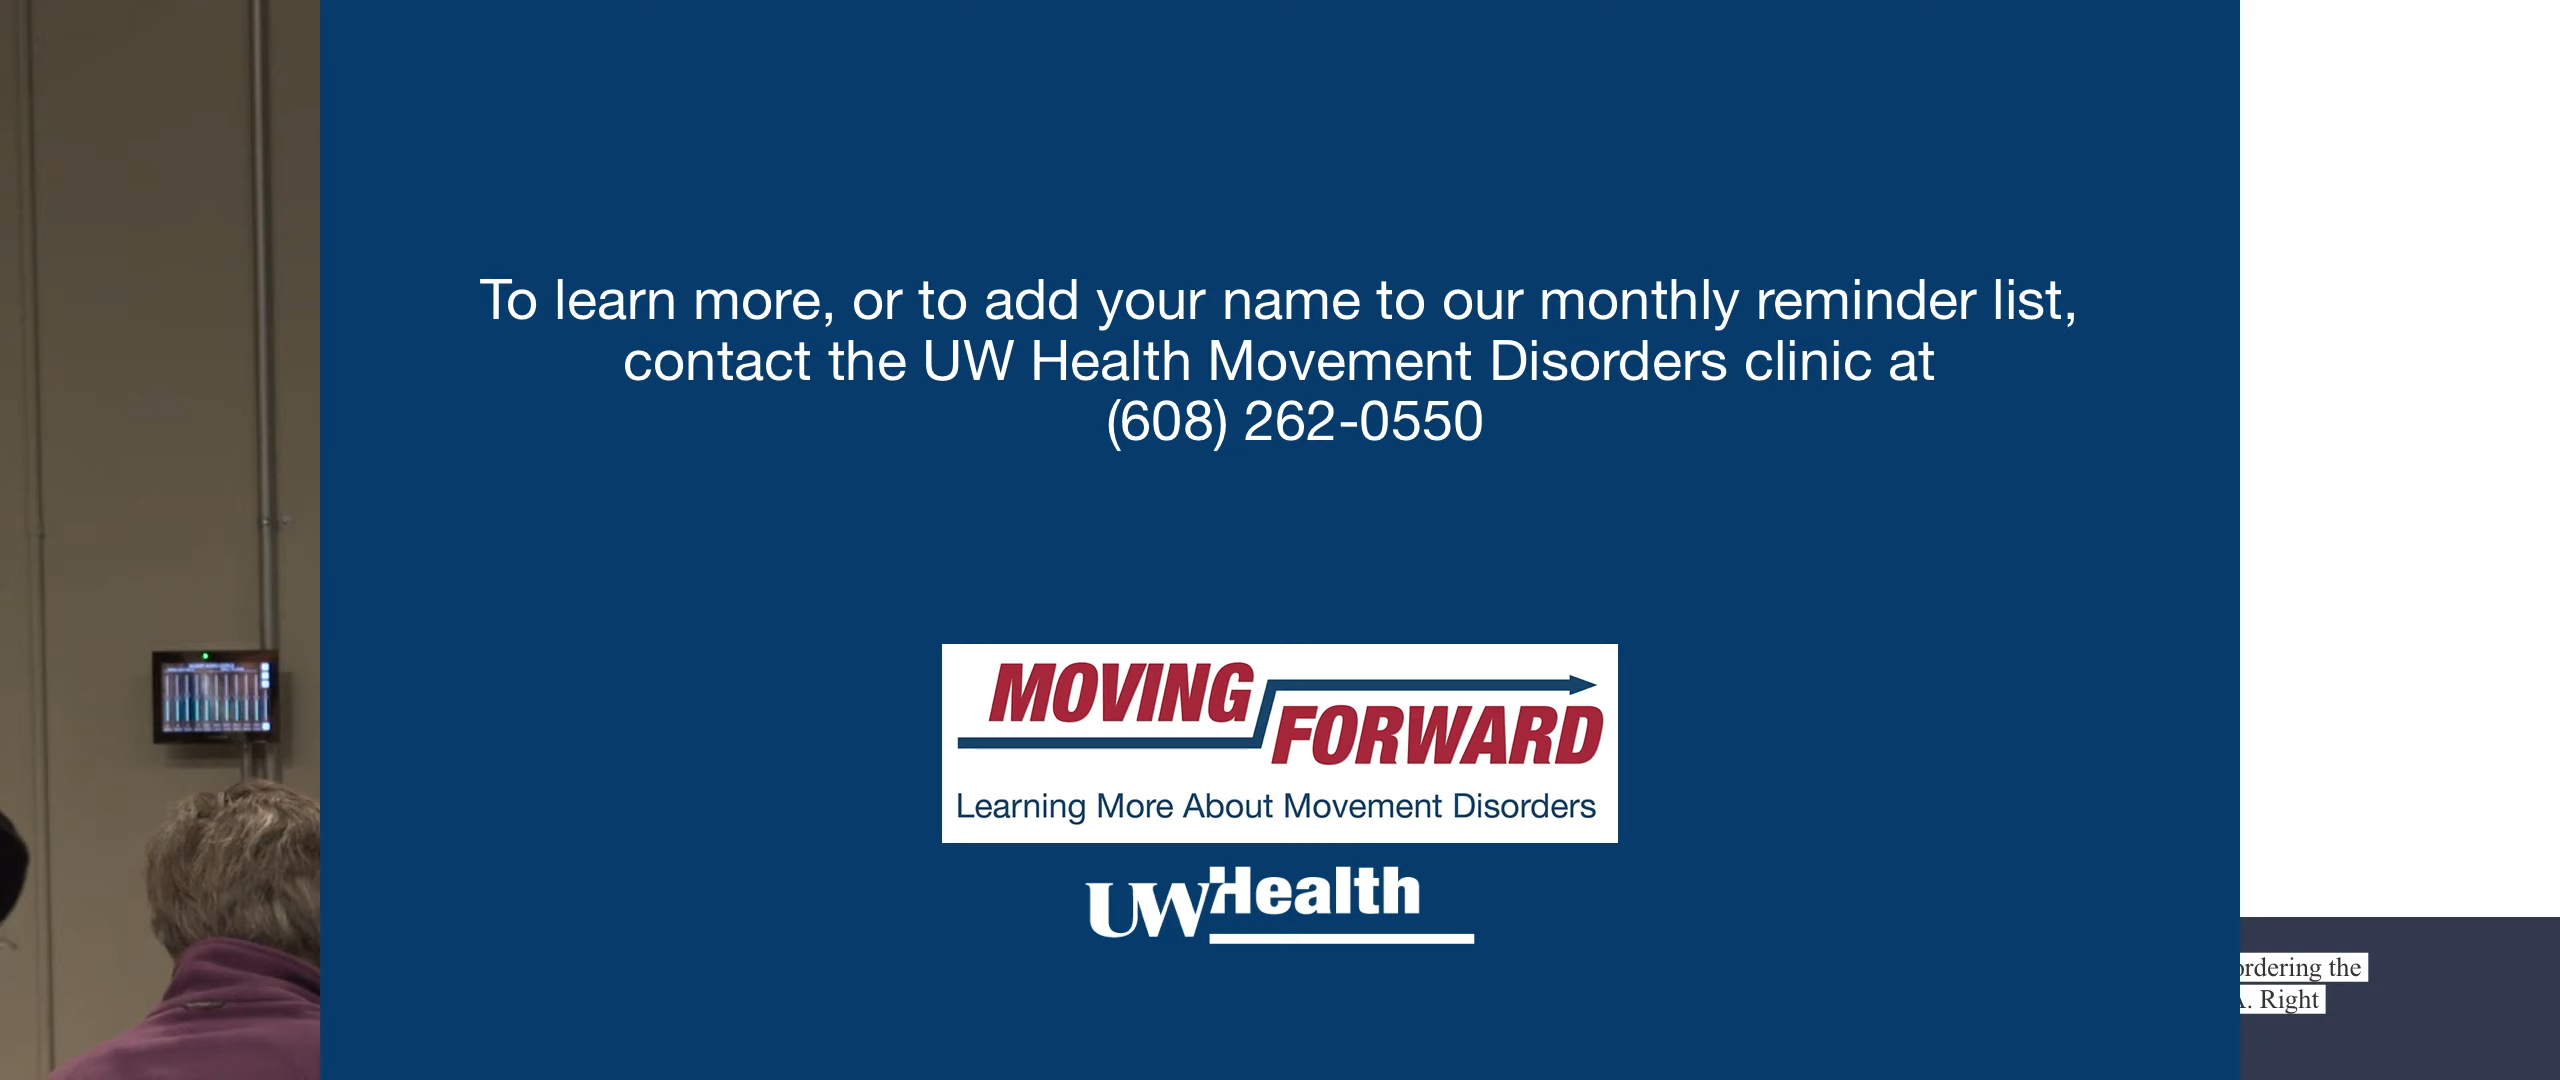 To learn more, or to add your name to our monthly reminder list,
contact the UW Health Movement Disorders clinic at
(608) 262-0550
MOVING
FORWARD
Learning More About Movement Disorders
UWHealth
ordering the
A. Right